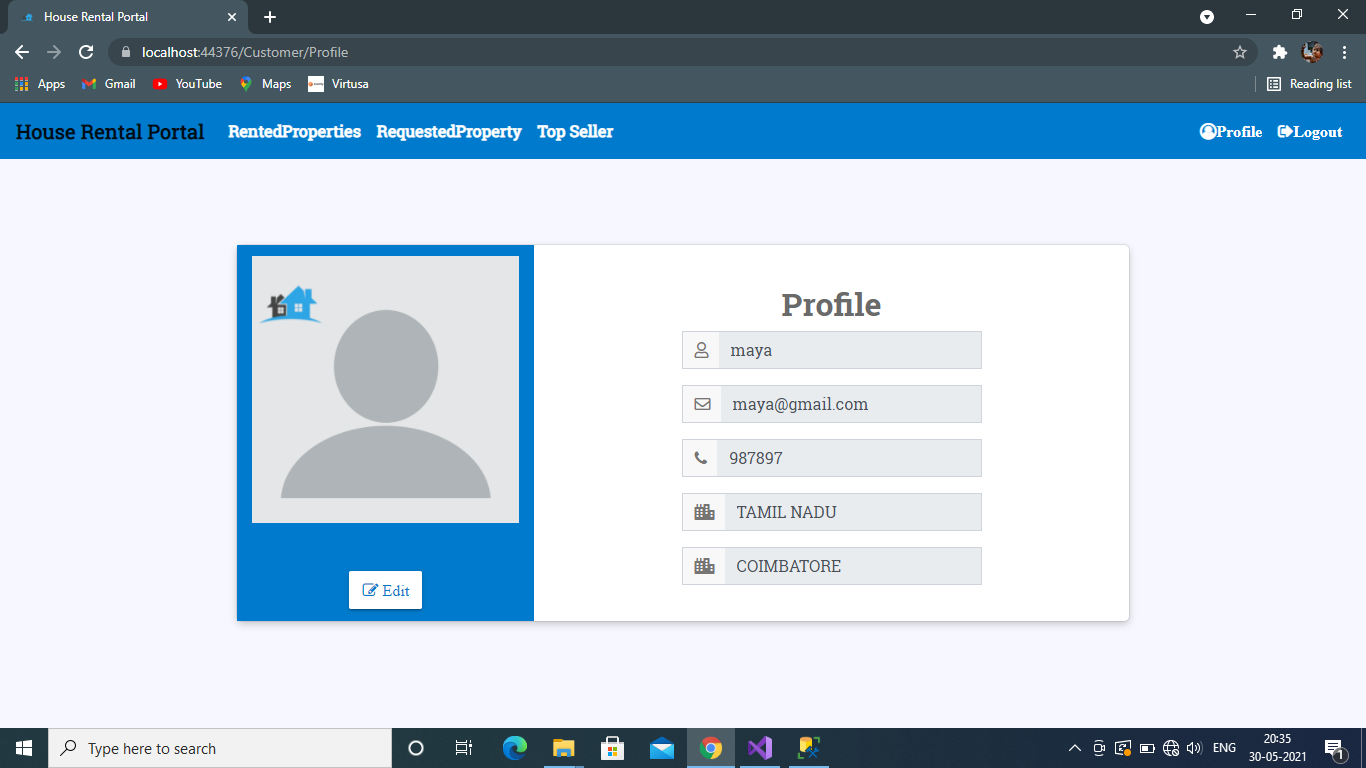 House Rental Portal
localhost:44376/Customer/Profile
Apps Gmail YouTube Maps Virtusa Reading list
House Rental Portal RentedProperties RequestedProperty Top Seller Profile Logout
Profile
maya
maya@gmail.com
987897
TAMIL NADU
COIMBATORE
Edit
Type here to search
ENG
20:35
30-05-2021
1